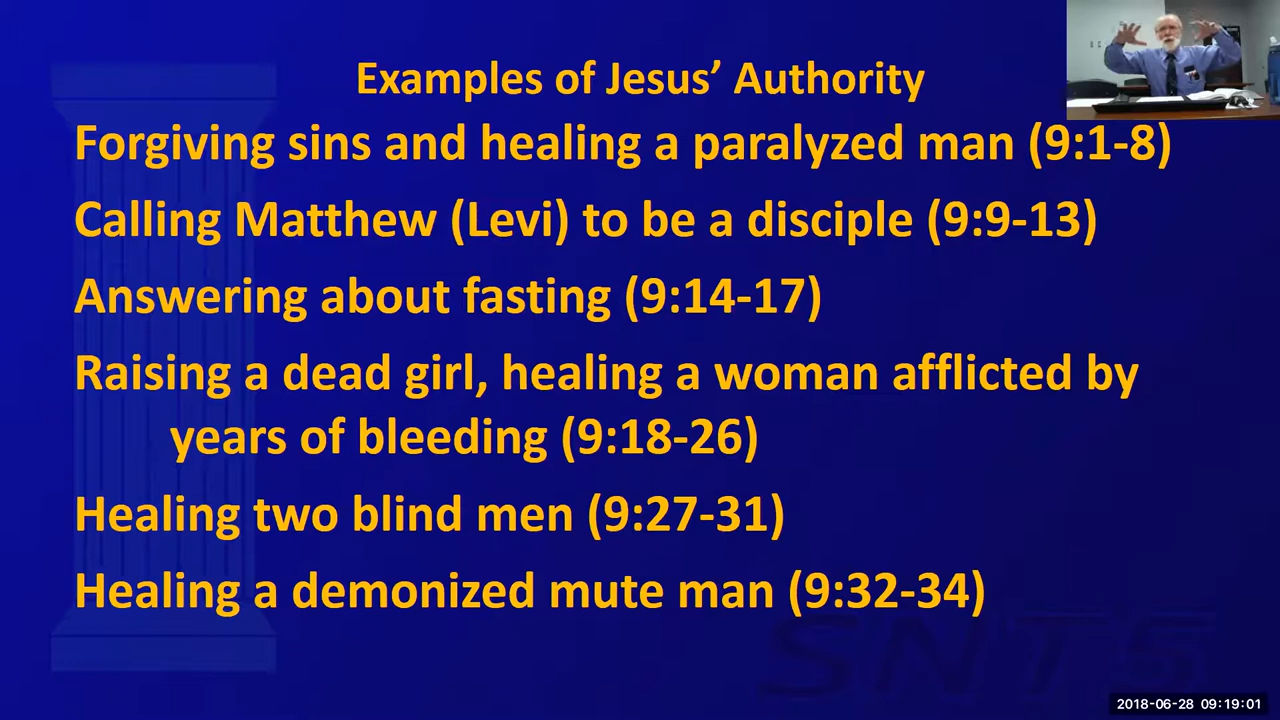 Examples of Jesus’ Authority
Forgiving sins and healing a paralyzed man (9:1-8)
Calling Matthew (Levi) to be a disciple (9:9-13)
Answering about fasting (9:14-17)
Raising a dead girl, healing a woman afflicted by
years of bleeding (9:18-26)
Healing two blind men (9:27-31)
Healing a demonized mute man (9:32-34)
SNTS
2018-06-28 09:19:01